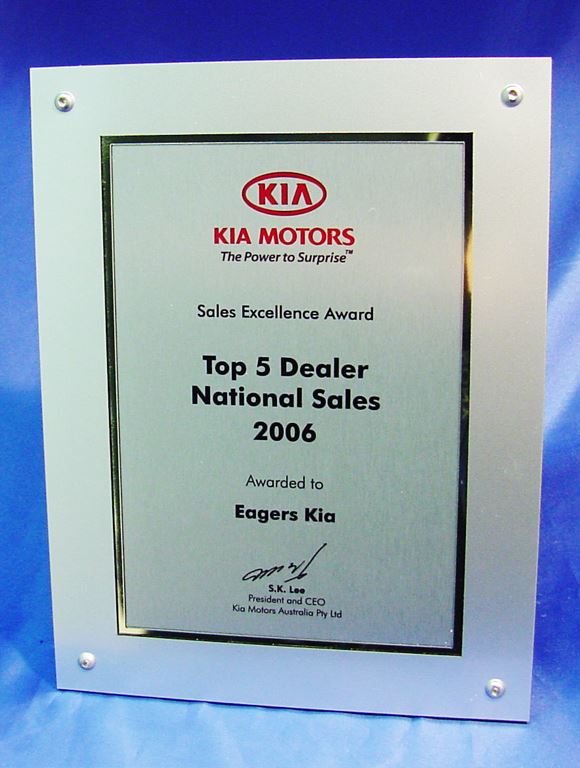 KIA
KIA MOTORS
The Power to Surprise™
Sales Excellence Award
Top 5 Dealer
National Sales
2006
Awarded to
Eagers Kia
S.K. Lee
President and CEO
Kia Motors Australia Pty Ltd